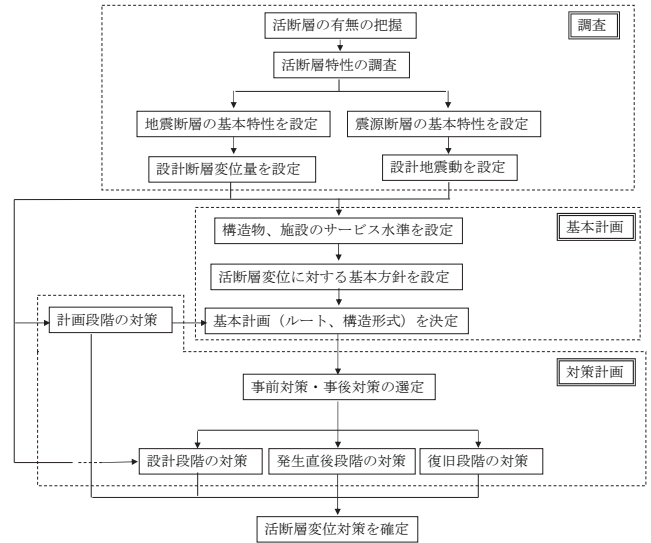 活断層の有無の把握
調査
活断層特性の調査
地震断層の基本特性を設定
震源断層の基本特性を設定
設計断層変位量を設定
設計地震動を設定
構造物、施設のサービス水準を設定
基本計画
活断層変位に対する基本方針を設定
計画段階の対策
基本計画（ルート、構造形式）を決定
対策計画
事前対策・事後対策の選定
設計段階の対策
発生直後段階の対策
復旧段階の対策
活断層変位対策を確定